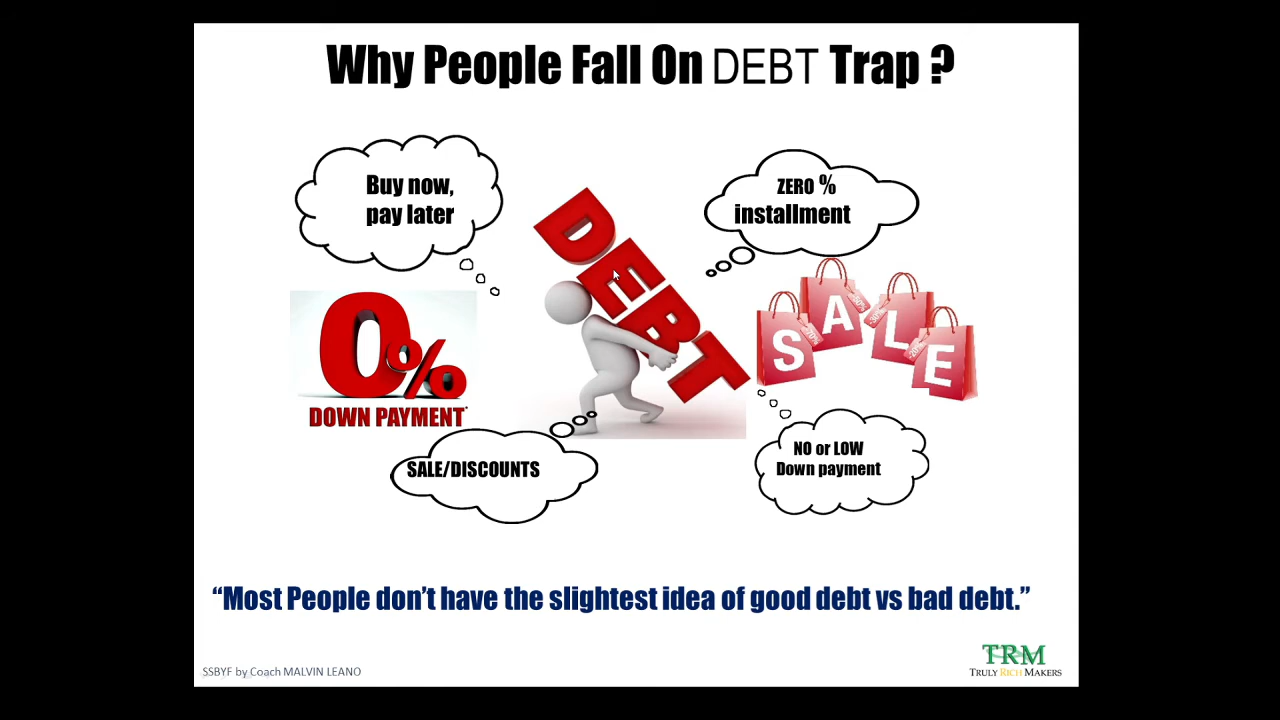 Why People Fall On DEBT Trap ?
Buy now,
pay later
ZERO %
installment
DEBT
0%
DOWN PAYMENT*
SALE
SALE/DISCOUNTS
NO or LOW
Down payment
“Most People don’t have the slightest idea of good debt vs bad debt.”
SSBYF by Coach MALVIN LEANO
TRM
TRULY RICH MAKERS